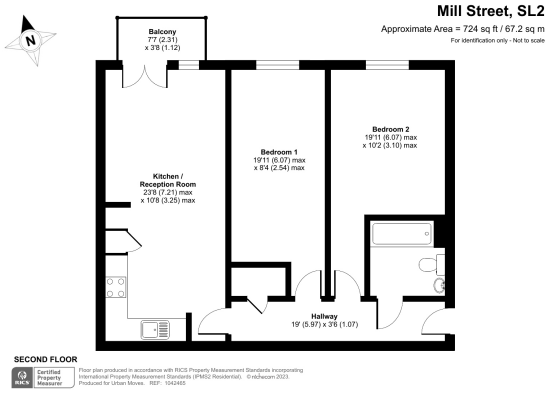 Mill Street, SL2
Approximate Area = 724 sq ft / 67.2 sq m
For identification only - Not to scale
N
Balcony
7'7 (2.31)
x 3'8 (1.12)
Bedroom 2
19'11 (6.07) max
x 10'2 (3.10) max
Bedroom 1
19'11 (6.07) max
x 8'4 (2.54) max
Kitchen /
Reception Room
23'8 (7.21) max
x 10'8 (3.25) max
Hallway
19' (5.97) x 3'6 (1.07)
SECOND FLOOR
RICS
Certified
Property
Measurer
Floor plan produced in accordance with RICS Property Measurement Standards incorporating
International Property Measurement Standards (IPMS2 Residential). © nichecom 2023.
Produced for Urban Moves. REF: 1042465